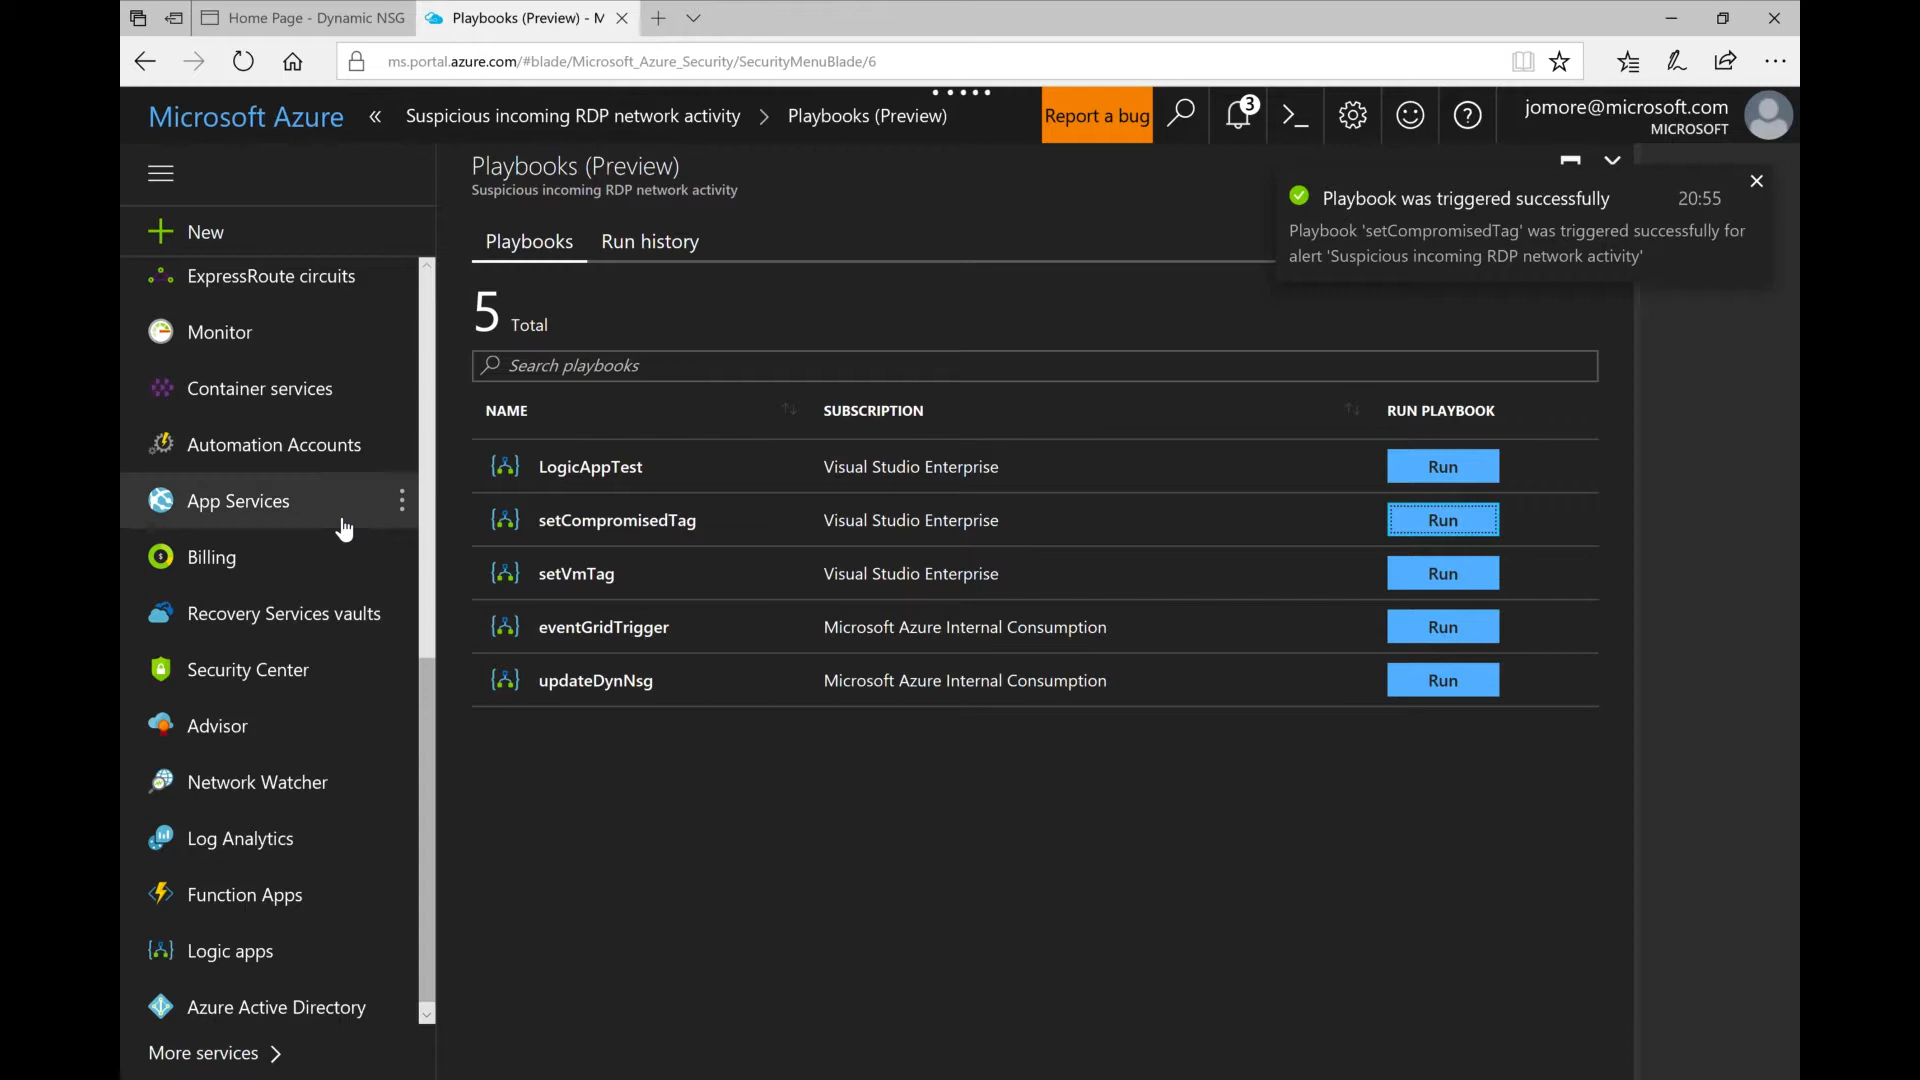 Home Page - Dynamic NSG
Playbooks (Preview) - M
ms.portal.azure.com/#blade/Microsoft_Azure_Security/SecurityMenuBlade/6
Microsoft Azure
«
Suspicious incoming RDP network activity > Playbooks (Preview)
Report a bug
3
jomore@microsoft.com
MICROSOFT
Playbooks (Preview)
Suspicious incoming RDP network activity
Playbook was triggered successfully 20:55
Playbook 'setCompromisedTag' was triggered successfully for
alert 'Suspicious incoming RDP network activity'
New
ExpressRoute circuits
Monitor
Container services
Automation Accounts
App Services
Billing
Recovery Services vaults
Security Center
Advisor
Network Watcher
Log Analytics
Function Apps
Logic apps
Azure Active Directory
More services >
Playbooks Run history
5 Total
Search playbooks
NAME SUBSCRIPTION RUN PLAYBOOK
LogicAppTest Visual Studio Enterprise Run
setCompromisedTag Visual Studio Enterprise Run
setVmTag Visual Studio Enterprise Run
eventGridTrigger Microsoft Azure Internal Consumption Run
updateDynNsg Microsoft Azure Internal Consumption Run